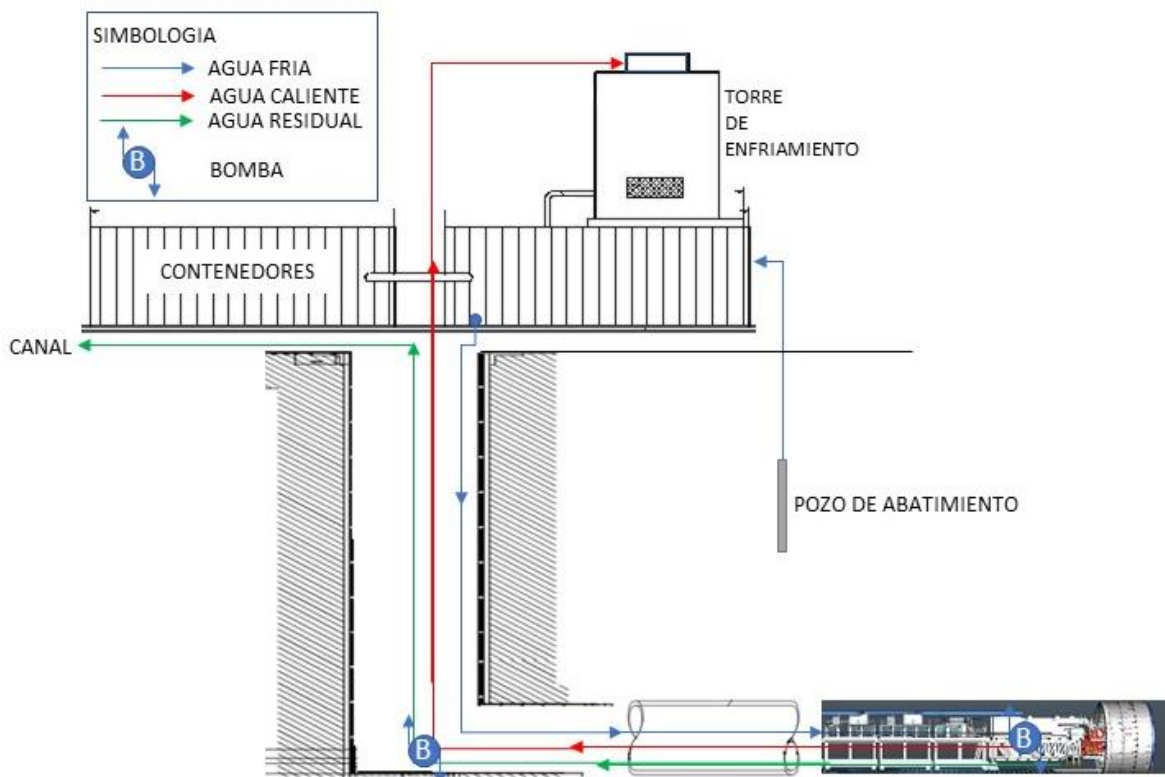 SIMBOLOGIA
AGUA FRIA
AGUA CALIENTE
AGUA RESIDUAL
B
BOMBA
TORRE
DE
ENFRIAMIENTO
CONTENEDORES
CANAL
POZO DE ABATIMIENTO
B
B